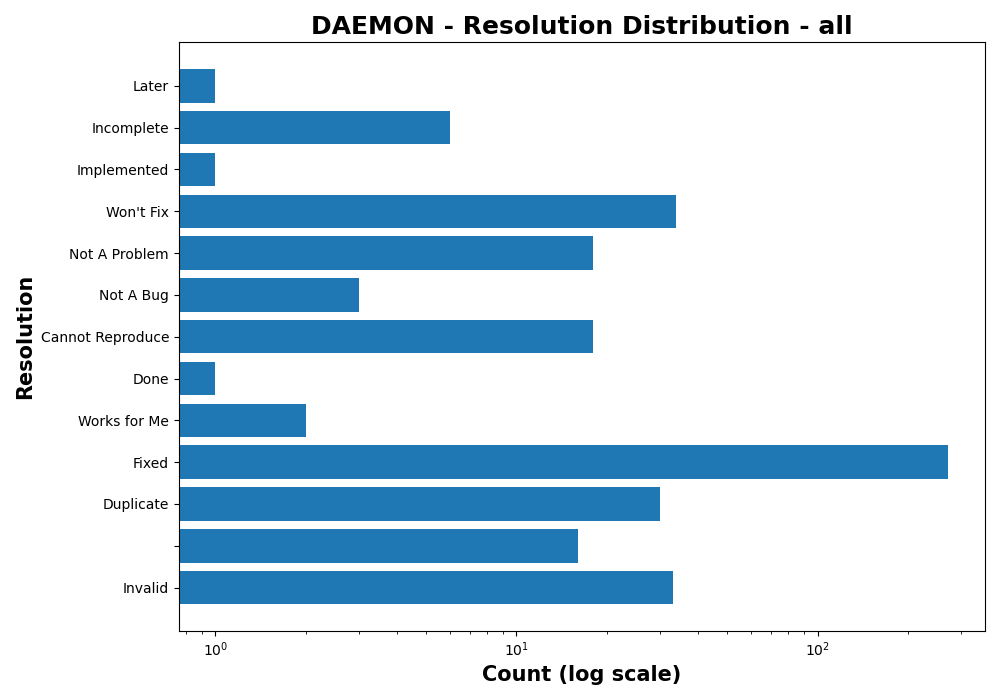 DAEMON - Resolution Distribution - all
Later
Incomplete
Implemented
Won't Fix
Not A Problem
Not A Bug
Cannot Reproduce
Done
Works for Me
Fixed
Duplicate
Invalid
Resolution
10⁰
10¹
10²
Count (log scale)